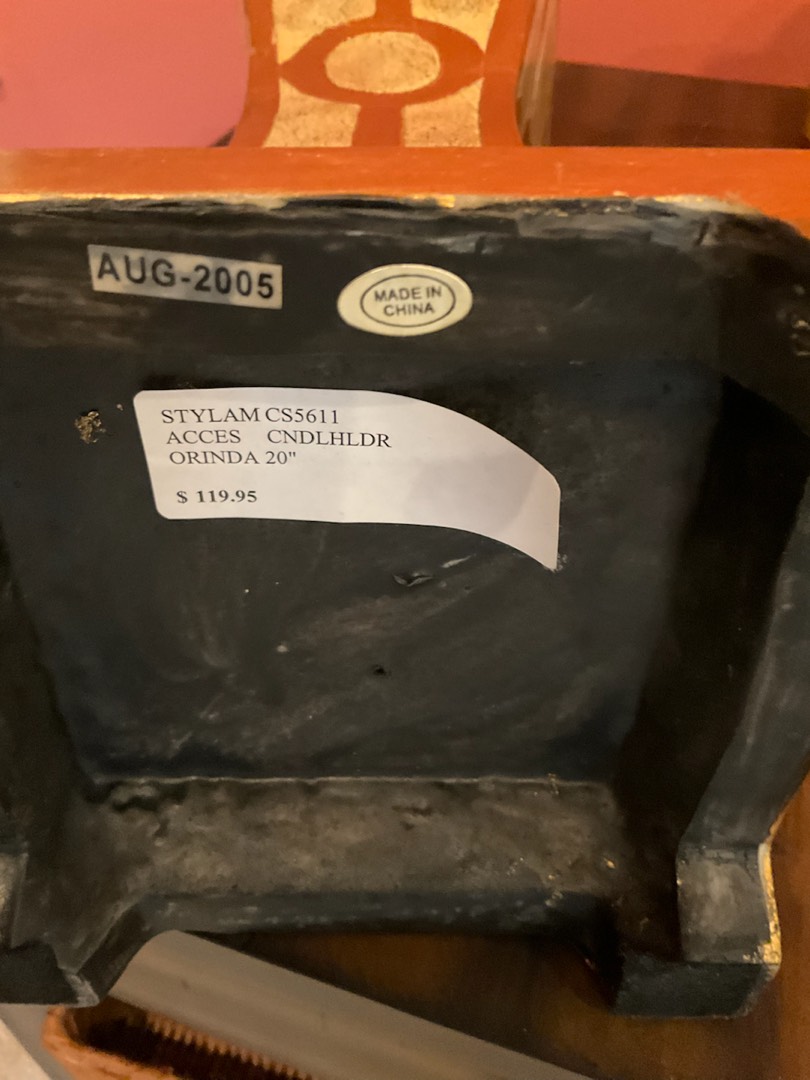 AUG-2005
MADE IN
CHINA
STYLAM CS5611
ACCES CNDLHLDR
ORINDA 20"
$ 119.95